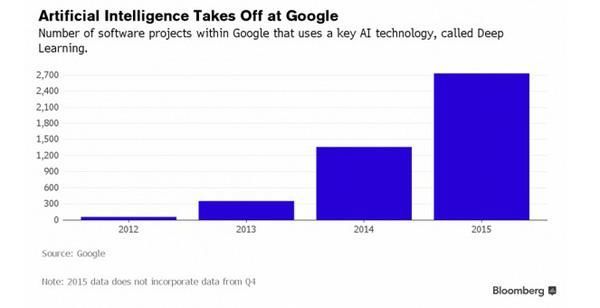 Artificial Intelligence Takes Off at Google
Number of software projects within Google that uses a key AI technology, called Deep
Learning.
2,700
2,400
2,100
1,800
1,500
1,200
900
600
300
0
2012 2013 2014 2015
Source: Google
Note: 2015 data does not incorporate data from Q4
Bloomberg